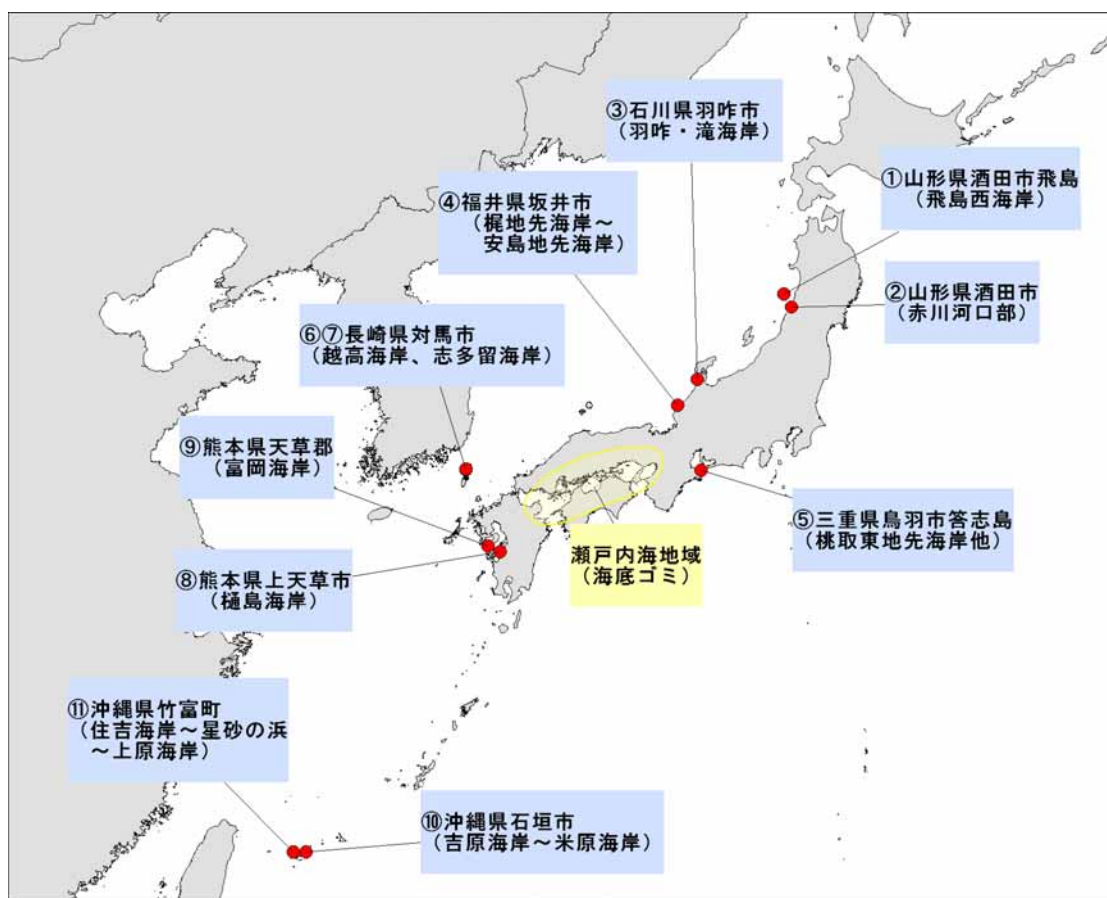 ③石川県羽咋市
（羽咋・滝海岸）
①山形県酒田市飛島
（飛島西海岸）
④福井県坂井市
（梶地先海岸～
安島地先海岸）
②山形県酒田市
（赤川河口部）
⑥⑦長崎県対馬市
（越高海岸、志多留海岸）
⑨熊本県天草郡
（富岡海岸）
⑤三重県鳥羽市答志島
（桃取東地先海岸他）
瀬戸内海地域
（海底ゴミ）
⑧熊本県上天草市
（樋島海岸）
⑪沖縄県竹富町
（住吉海岸～星砂の浜
～上原海岸）
⑩沖縄県石垣市
（吉原海岸～米原海岸）